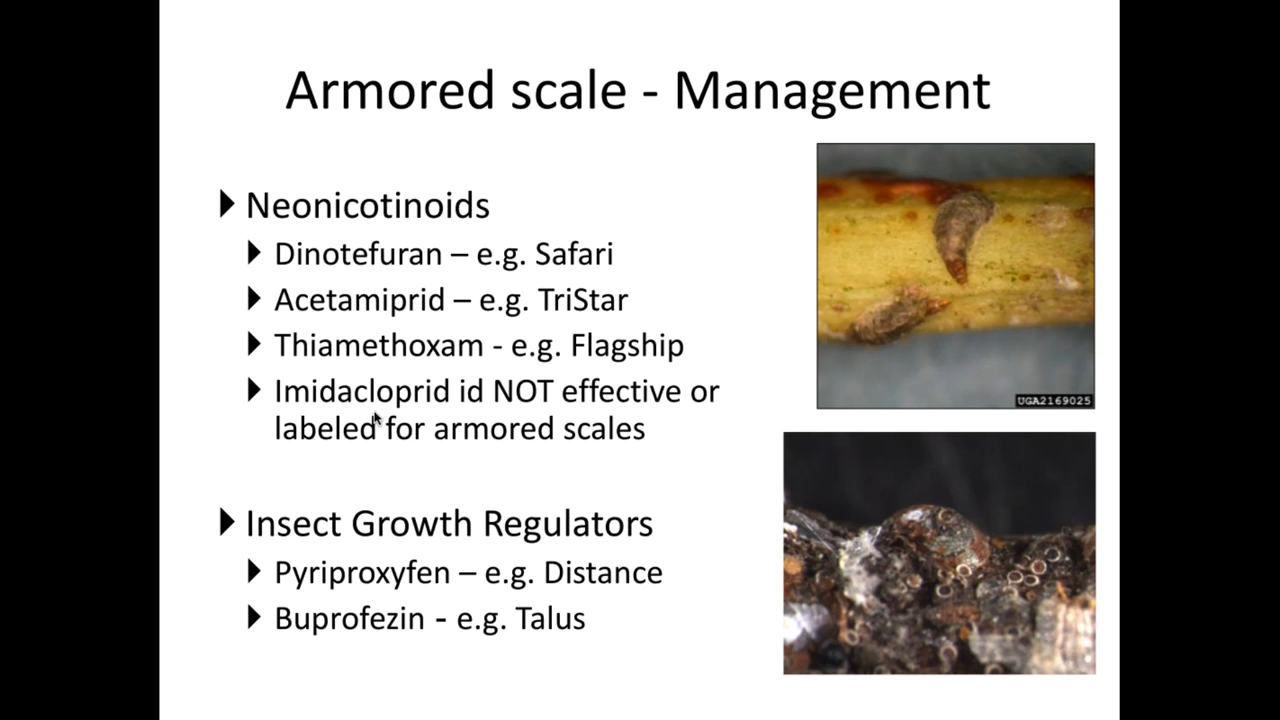 Armored scale - Management
Neonicotinoids
Dinotefuran – e.g. Safari
Acetamiprid – e.g. TriStar
Thiamethoxam - e.g. Flagship
Imidacloprid id NOT effective or
labeled for armored scales
UGA2169025
Insect Growth Regulators
Pyriproxyfen – e.g. Distance
Buprofezin - e.g. Talus